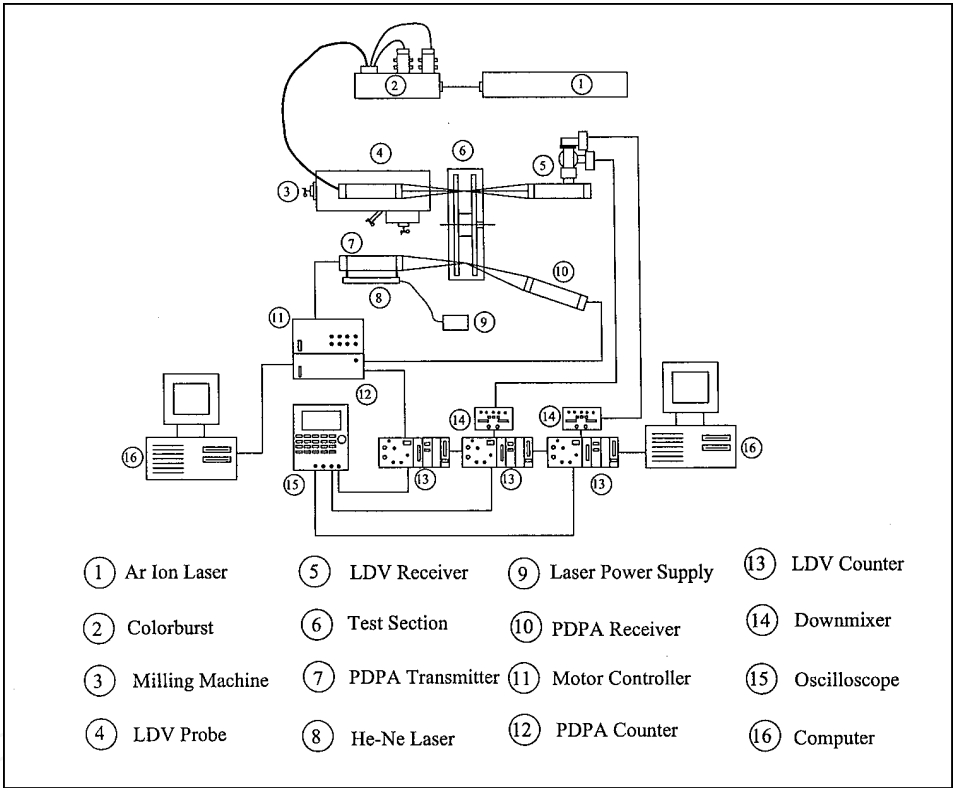 1
2
4
6
5
3
7
10
8
9
11
12
14
14
16
15
13
13
13
16
1 Ar Ion Laser
5 LDV Receiver
9 Laser Power Supply
13 LDV Counter
2 Colorburst
6 Test Section
10 PDPA Receiver
14 Downmixer
3 Milling Machine
7 PDPA Transmitter
11 Motor Controller
15 Oscilloscope
4 LDV Probe
8 He-Ne Laser
12 PDPA Counter
16 Computer